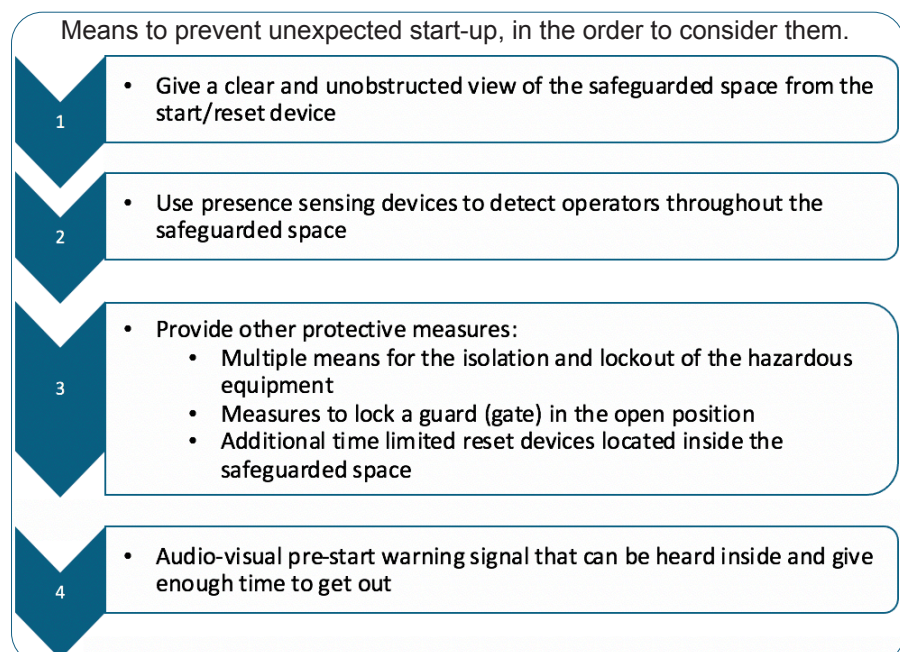 Means to prevent unexpected start-up, in the order to consider them.
1
• Give a clear and unobstructed view of the safeguarded space from the
start/reset device
2
• Use presence sensing devices to detect operators throughout the
safeguarded space
3
• Provide other protective measures:
• Multiple means for the isolation and lockout of the hazardous
equipment
• Measures to lock a guard (gate) in the open position
• Additional time limited reset devices located inside the
safeguarded space
4
• Audio-visual pre-start warning signal that can be heard inside and give
enough time to get out